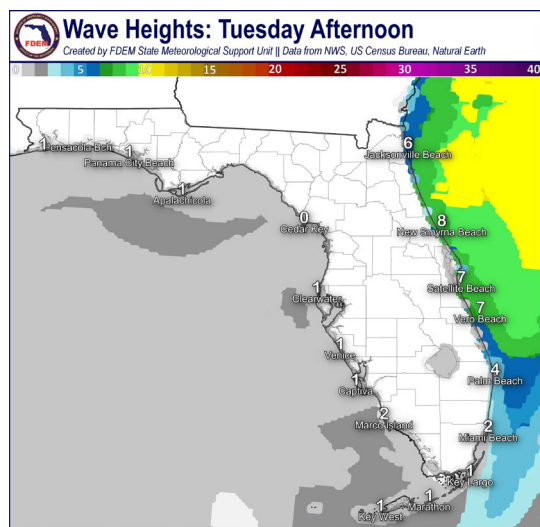 FDEM
Wave Heights: Tuesday Afternoon
Created by FDEM State Meteorological Support Unit || Data from NWS, US Census Bureau, Natural Earth
0 5 10 15 20 25 30 35 40
6
Jacksonville Beach
1
Pensacola Bch
1
Panama City Beach
1
Apalachicola
0
Cedar Key
8
New Smyrna Beach
7
Satellite Beach
1
Clearwater
7
Vero Beach
1
Venice
4
Palm Beach
1
Captiva
2
Marco Island
2
Miami Beach
1
Key Largo
1
Marathon
1
Key West